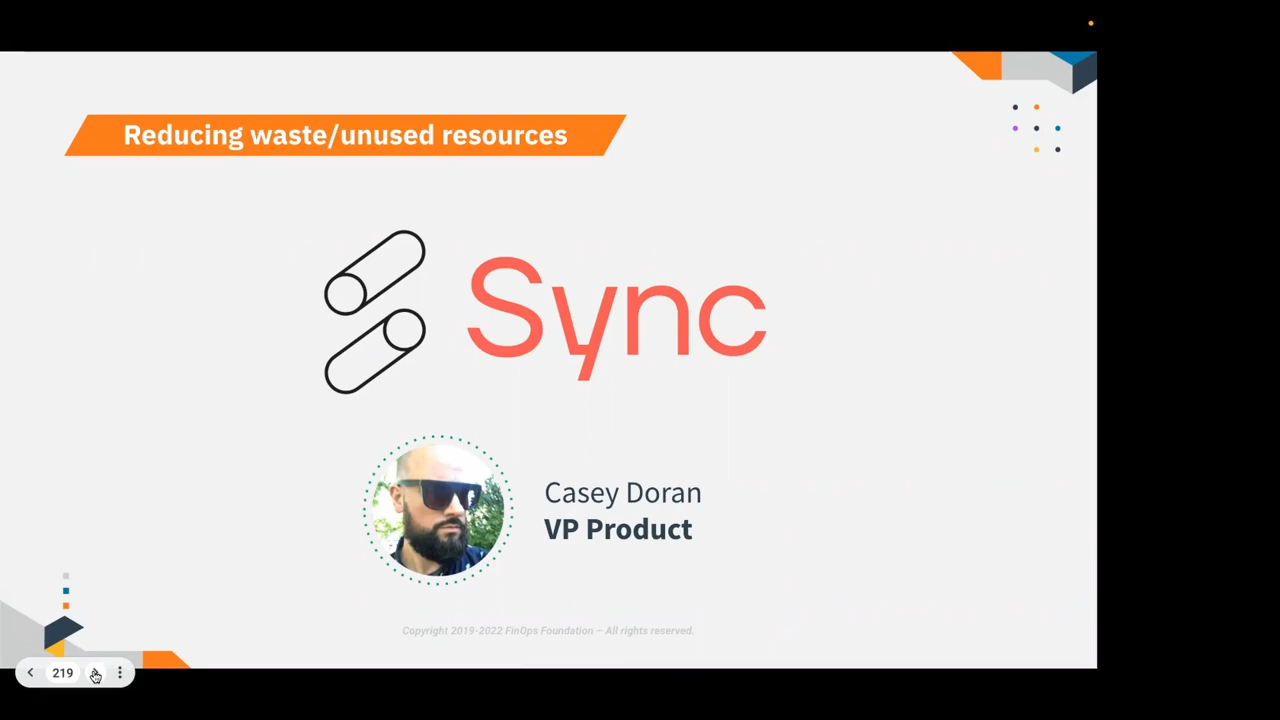 Reducing waste/unused resources
Sync
Casey Doran
VP Product
Copyright 2019-2022 FinOps Foundation – All rights reserved.
219